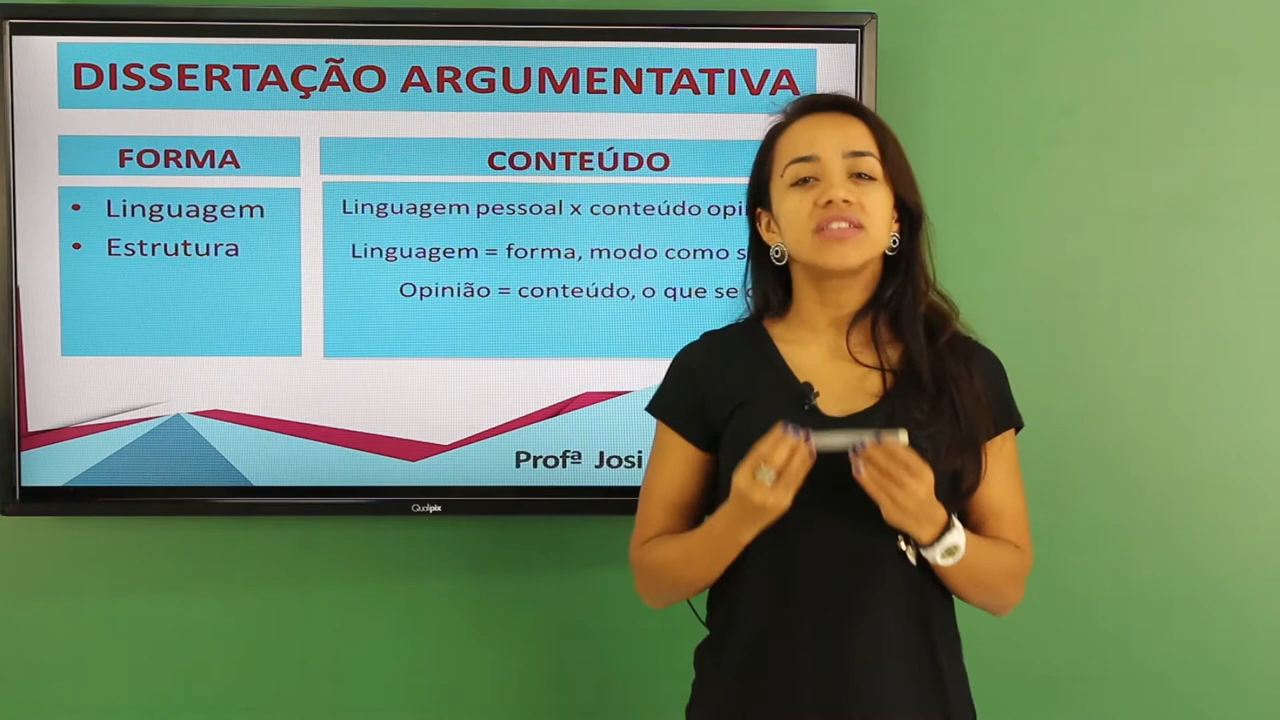 DISSERTAÇÃO ARGUMENTATIVA
FORMA
CONTEÚDO
• Linguagem
• Estrutura
Linguagem pessoal x conteúdo
Linguagem = forma, modo como
Opinião = conteúdo, o que se
Profª Josi
Qualpix